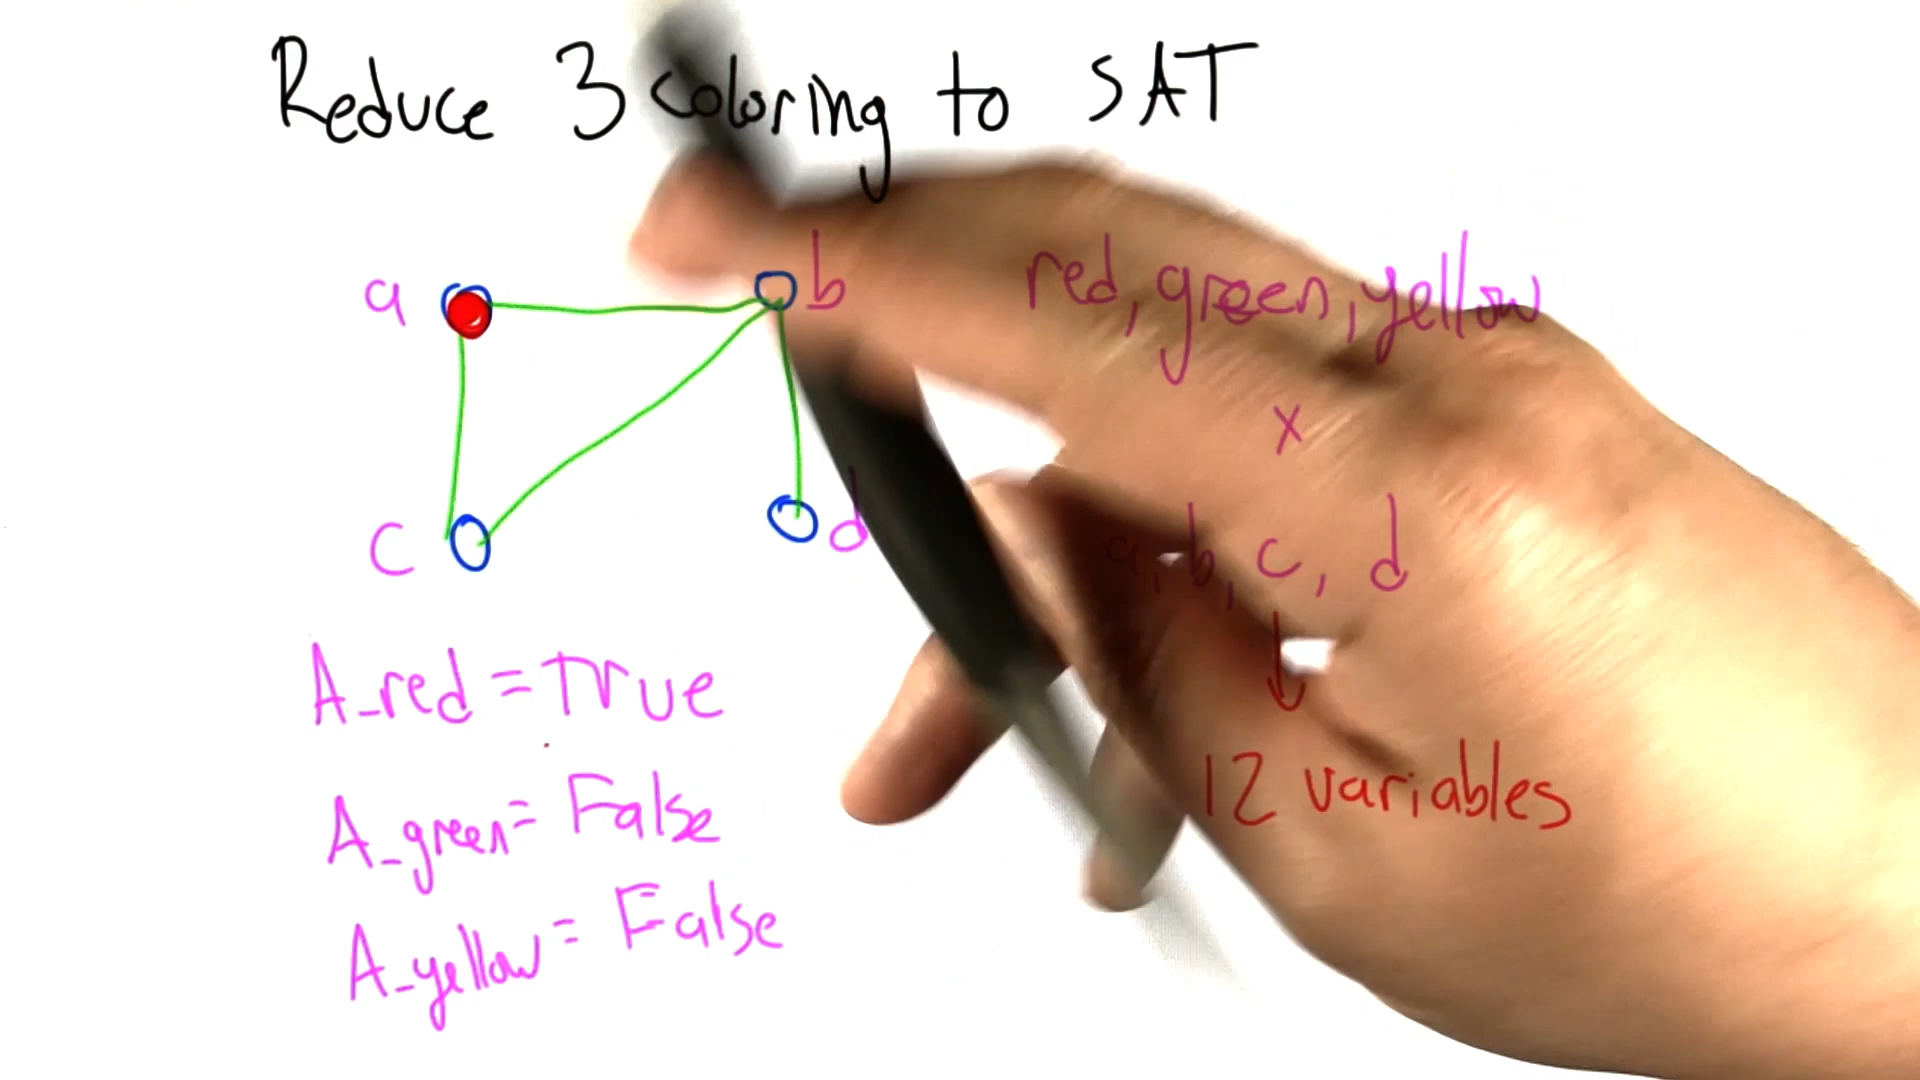 Reduce 3 coloring to SAT
a
b
red, green, yellow
x
c
d
a, b, c, d
12 variables
A_red = True
A_green = False
A_yellow = False